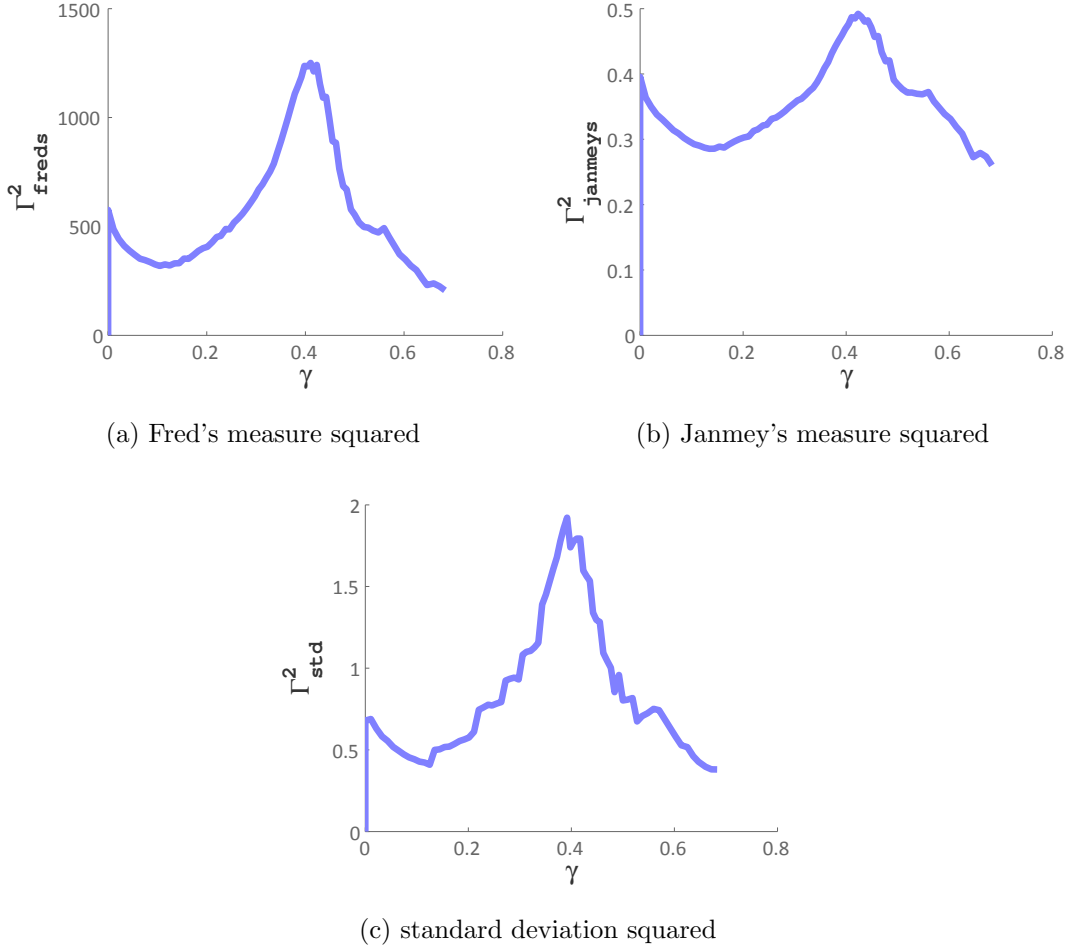 1500
1000
500
0
Γ²freds
0 0.2 0.4 0.6 0.8
γ
(a) Fred's measure squared
0.5
0.4
0.3
0.2
0.1
0
Γ²janmeys
0 0.2 0.4 0.6 0.8
γ
(b) Janmey's measure squared
2
1.5
1
0.5
0
Γ²std
0 0.2 0.4 0.6 0.8
γ
(c) standard deviation squared